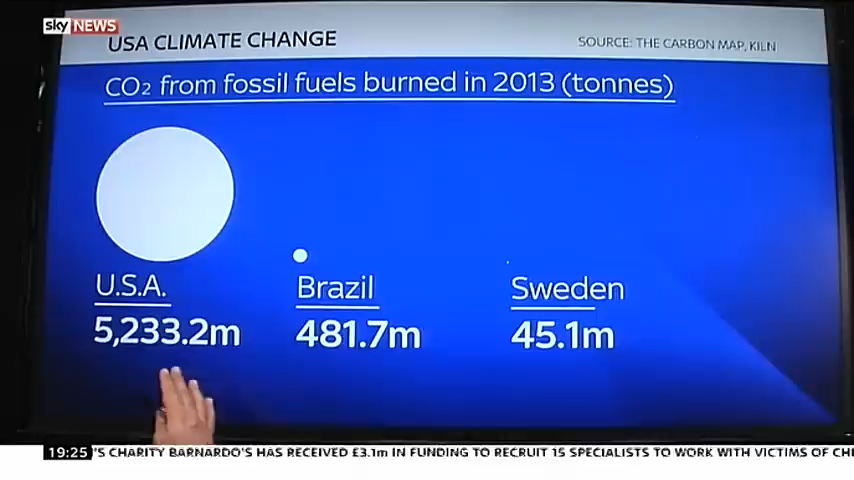 sky NEWS
USA CLIMATE CHANGE
SOURCE: THE CARBON MAP, KILN
CO2 from fossil fuels burned in 2013 (tonnes)
U.S.A.
5,233.2m
Brazil
481.7m
Sweden
45.1m
19:25 'S CHARITY BARNARDO'S HAS RECEIVED £3.1m IN FUNDING TO RECRUIT 15 SPECIALISTS TO WORK WITH VICTIMS OF